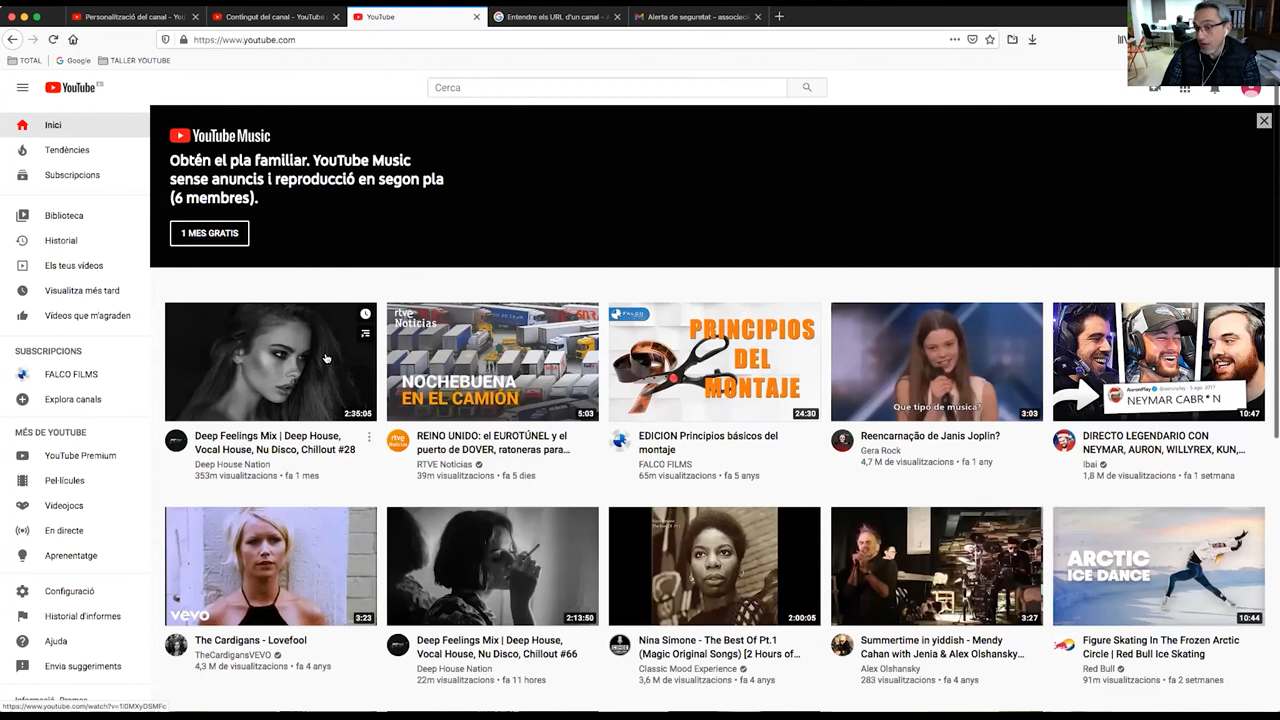 Personalització del canal - You
Contingut del canal - YouTube
YouTube
Entendre els URL d'un canal - A
Alerta de seguretat - associaci
https://www.youtube.com
TOTAL
Google
TALLER YOUTUBE
YouTube ES
Cerca
Inici
Tendències
Subscripcions
Biblioteca
Historial
Els teus vídeos
Visualitza més tard
Vídeos que m'agraden
SUBSCRIPCIONS
FALCO FILMS
Explora canals
MÉS DE YOUTUBE
YouTube Premium
Pel·lícules
Videojocs
En directe
Aprenentatge
Configuració
Historial d'informes
Ajuda
Envia suggeriments
YouTube Music
Obtén el pla familiar. YouTube Music
sense anuncis i reproducció en segon pla
(6 membres).
1 MES GRATIS
2:35:05
Deep Feelings Mix | Deep House,
Vocal House, Nu Disco, Chillout #28
Deep House Nation
353m visualitzacions • fa 1 mes
rtve
Noticias
NOCHEBUENA
EN EL CAMIÓN
5:03
REINO UNIDO: el EUROTÚNEL y el
puerto de DOVER, ratoneras para...
RTVE Noticias
39m visualitzacions • fa 5 dies
FALCO
PRINCIPIOS
DEL
MONTAJE
24:30
EDICION Principios básicos del
montaje
FALCO FILMS
65m visualitzacions • fa 5 anys
Que tipo de musica?
3:03
Reencarnação de Janis Joplin?
Gera Rock
4,7 M de visualitzacions • fa 1 any
NEYMAR CABR*N
10:47
DIRECTO LEGENDARIO CON
NEYMAR, AURON, WILLYREX, KUN,...
Ibai
1,8 M de visualitzacions • fa 1 setmana
vevo
3:23
The Cardigans - Lovefool
TheCardigansVEVO
4,3 M de visualitzacions • fa 4 anys
2:13:50
Deep Feelings Mix | Deep House,
Vocal House, Nu Disco, Chillout #66
Deep House Nation
22m visualitzacions • fa 11 hores
2:00:05
Nina Simone - The Best Of Pt.1
(Magic Original Songs) [2 Hours of...
Classic Mood Experience
3,6 M de visualitzacions • fa 4 anys
3:27
Summertime in yiddish - Mendy
Cahan with Jenia & Alex Olshansky...
Alex Olshansky
283 visualitzacions • fa 4 anys
ARCTIC
ICE DANCE
10:44
Figure Skating In The Frozen Arctic
Circle | Red Bull Ice Skating
Red Bull
91m visualitzacions • fa 2 setmanes